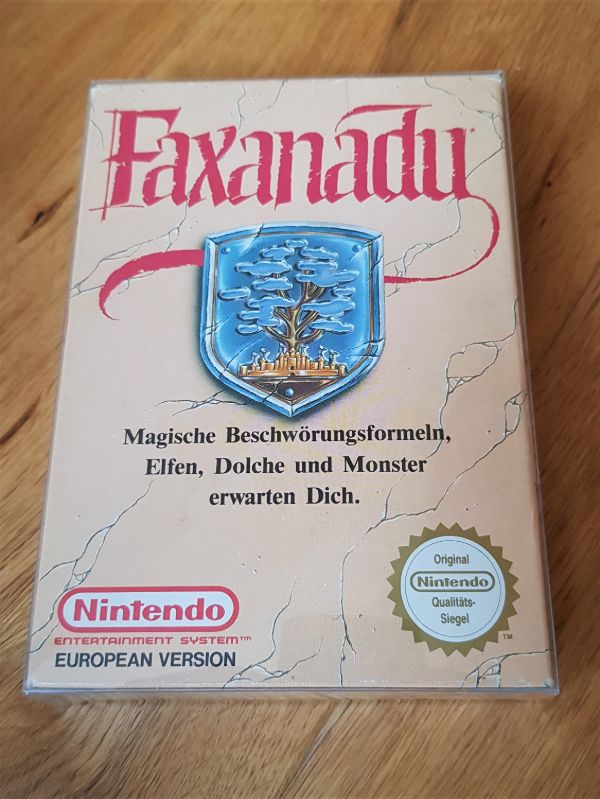 Faxanadu
Magische Beschwörungsformeln,
Elfen, Dolche und Monster
erwarten Dich.
Original
Nintendo
Qualitäts-
Siegel
TM
Nintendo
ENTERTAINMENT SYSTEM™
EUROPEAN VERSION